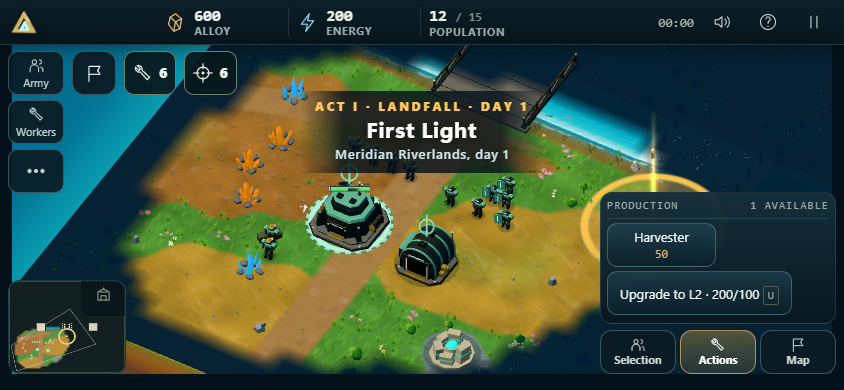 600
ALLOY
200
ENERGY
12 / 15
POPULATION
00:00
Army
6
6
Workers
ACT I · LANDFALL · DAY 1
First Light
Meridian Riverlands, day 1
PRODUCTION
1 AVAILABLE
Harvester
50
Upgrade to L2 · 200/100 U
Selection
Actions
Map